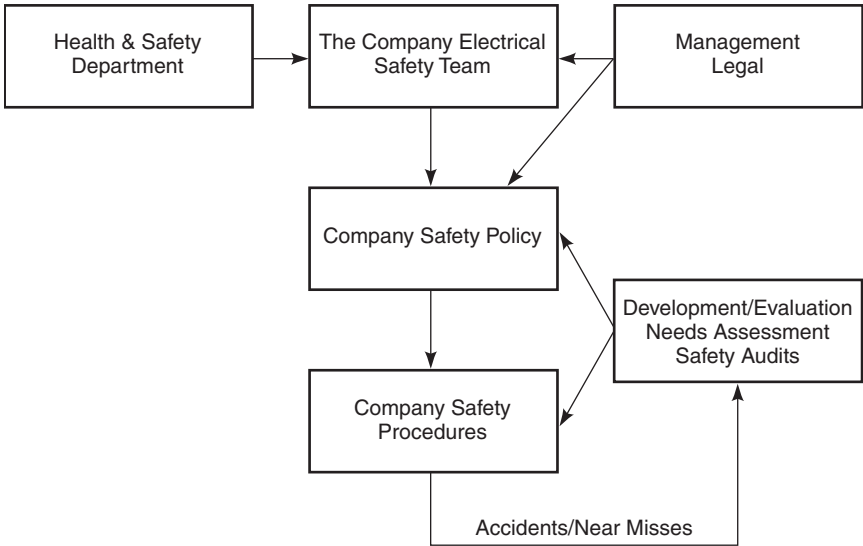 Health & Safety
Department
The Company Electrical
Safety Team
Management
Legal
Company Safety Policy
Development/Evaluation
Needs Assessment
Safety Audits
Company Safety
Procedures
Accidents/Near Misses